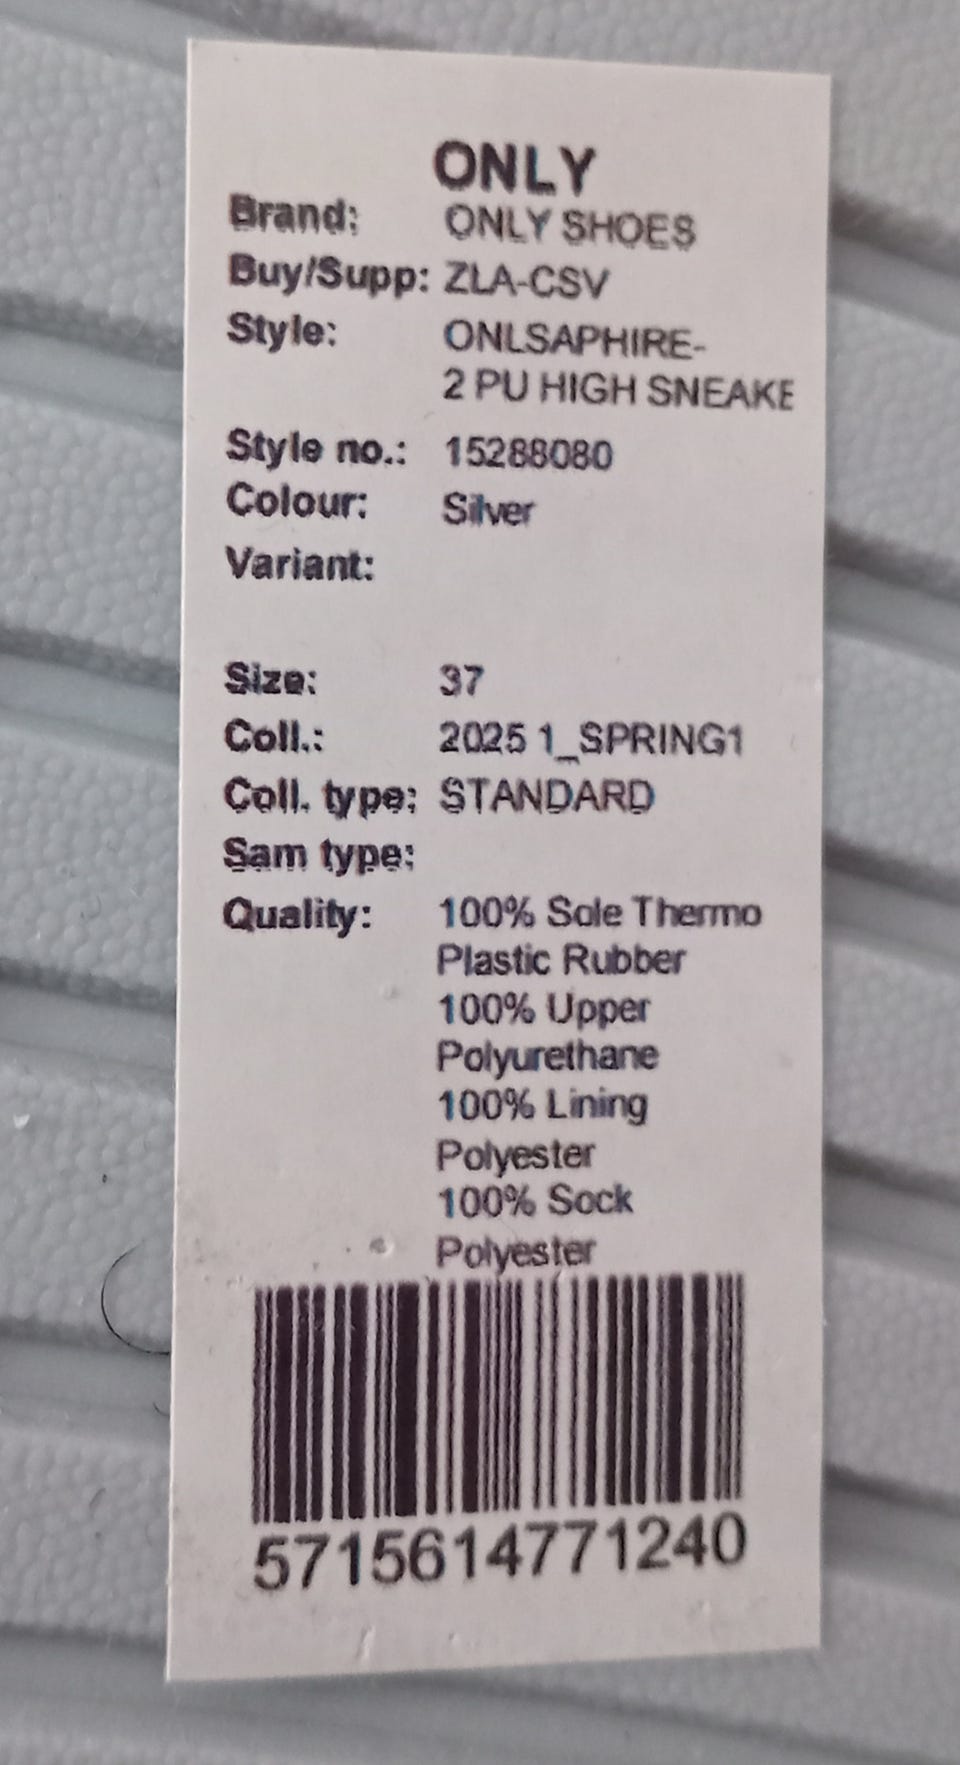 ONLY
Brand: ONLY SHOES
Buy/Supp: ZLA-CSV
Style: ONLSAPHIRE-
2 PU HIGH SNEAKE
Style no.: 15288080
Colour: Silver
Variant:
Size: 37
Coll.: 2025 1_SPRING1
Coll. type: STANDARD
Sam type:
Quality: 100% Sole Thermo
Plastic Rubber
100% Upper
Polyurethane
100% Lining
Polyester
100% Sock
Polyester
5715614771240